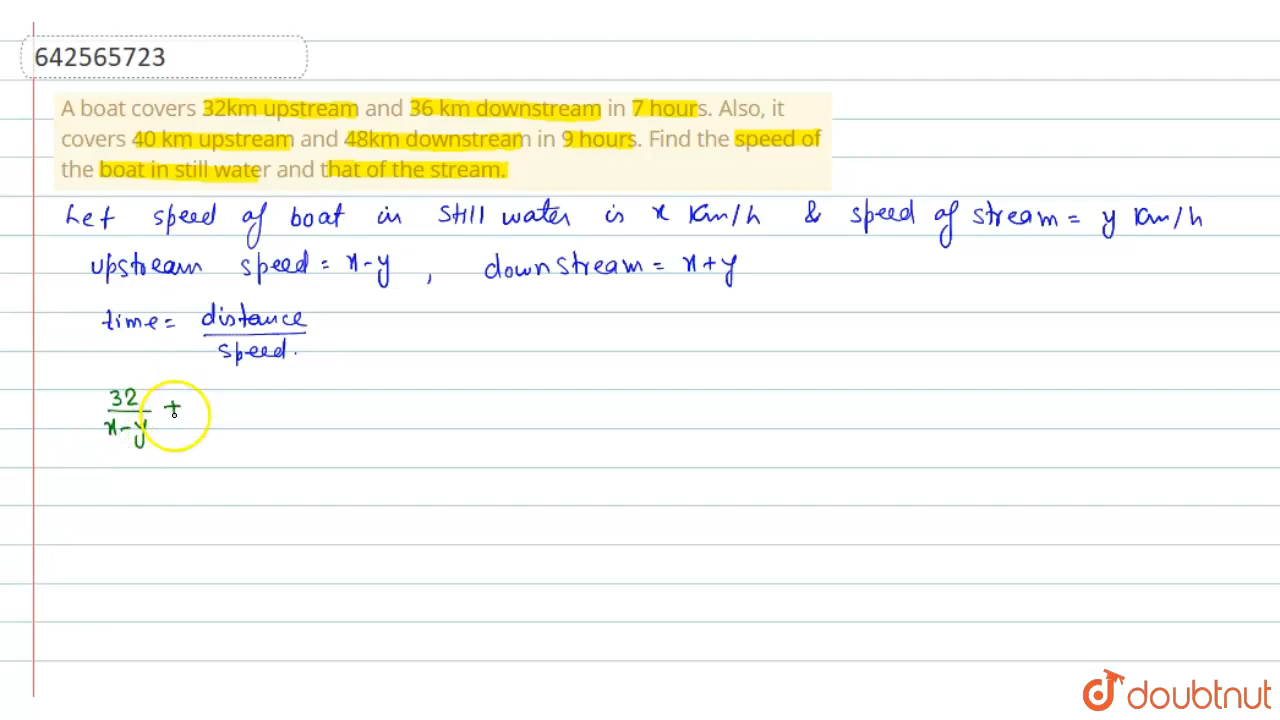 642565723
A boat covers 32km upstream and 36 km downstream in 7 hours. Also, it
covers 40 km upstream and 48km downstream in 9 hours. Find the speed of
the boat in still water and that of the stream.
Let speed of boat in still water is x Km/h & speed of stream = y Km/h
upstream speed = x-y , downstream = x+y
time = distance
speed.
32 +
x-y
doubtnut